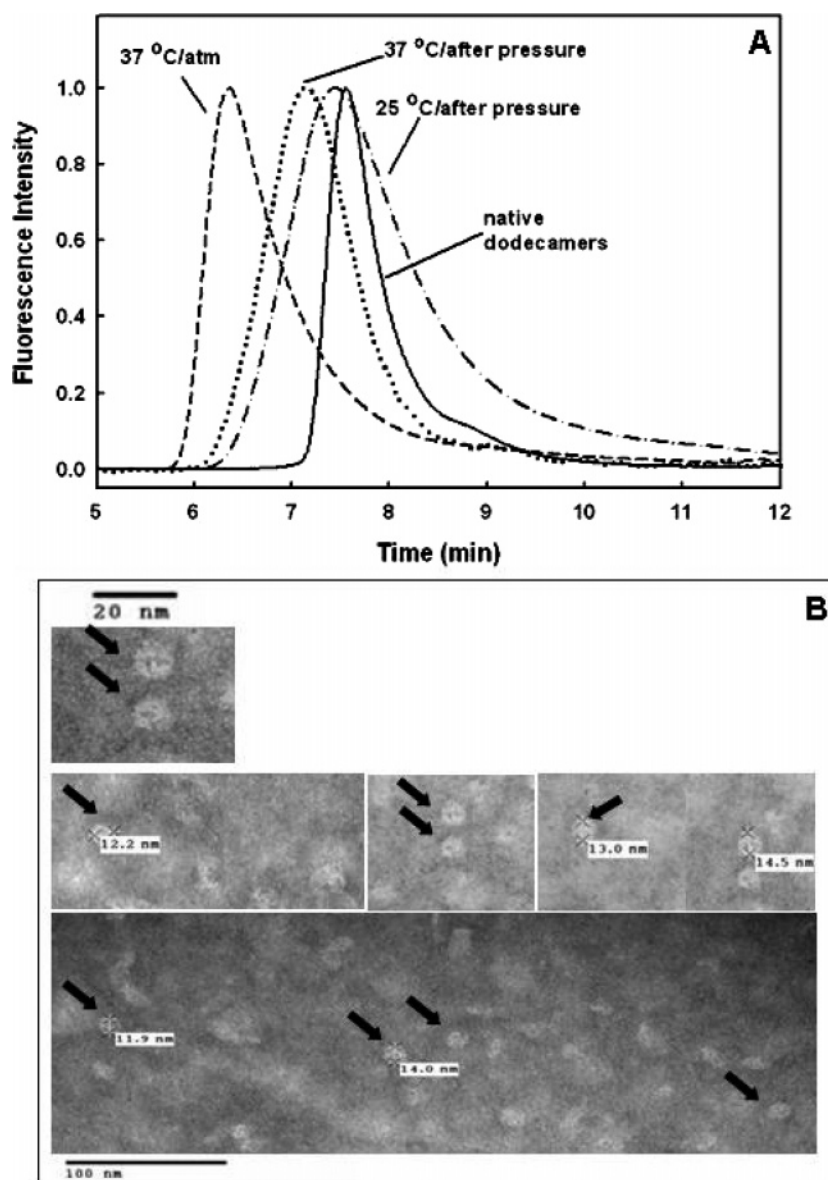 A
37 °C/atm
37 °C/after pressure
25 °C/after pressure
native
dodecamers
Fluorescence Intensity
1.0
0.8
0.6
0.4
0.2
0.0
5 6 7 8 9 10 11 12
Time (min)
B
20 nm
12.2 nm
13.0 nm
14.5 nm
11.9 nm
14.0 nm
100 nm